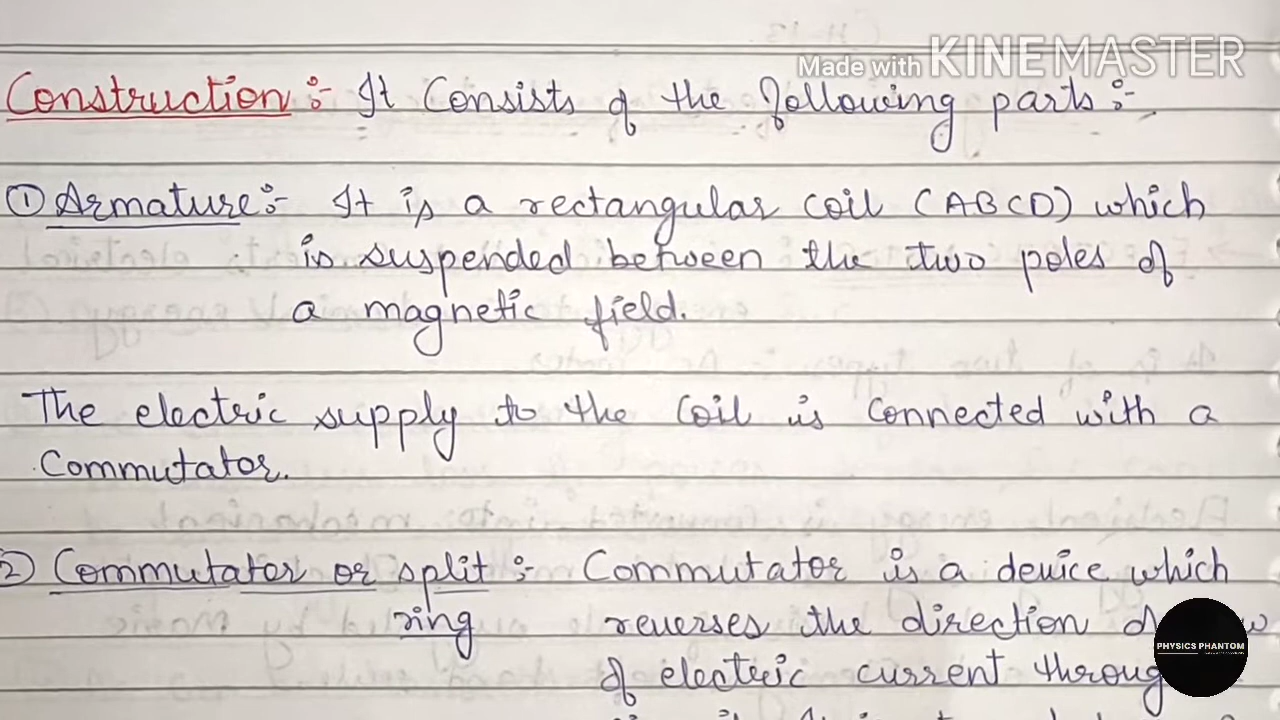 Made with KINEMASTER
Construction :- It consists of the following parts :-
① Armature :- It is a rectangular coil (ABCD) which
is suspended between the two poles of
a magnetic field.
The electric supply to the coil is connected with a
Commutator.
2) Commutator or split :- Commutator is a device which
ring reverses the direction of
of electric current throug
PHYSICS PHANTOM